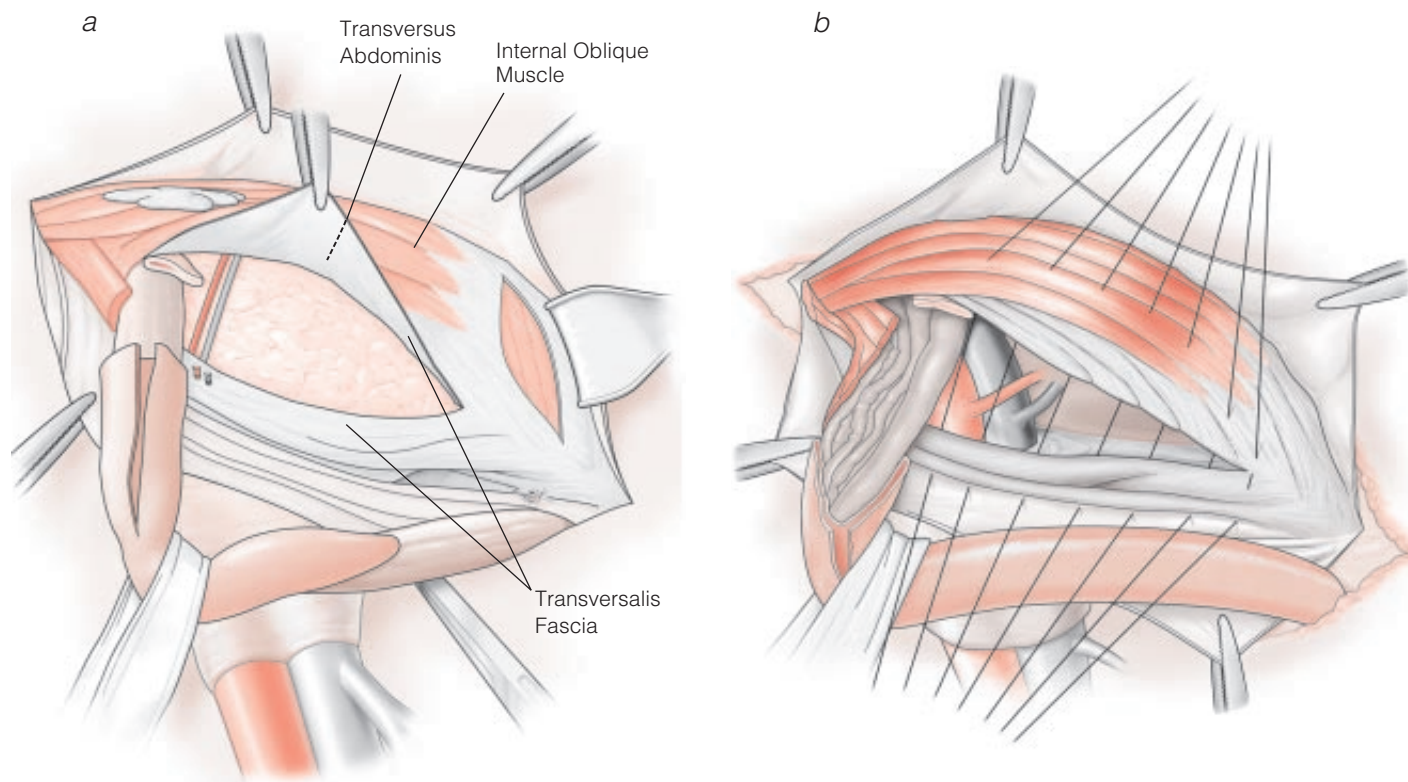 a
Transversus
Abdominis
Internal Oblique
Muscle
Transversalis
Fascia
b